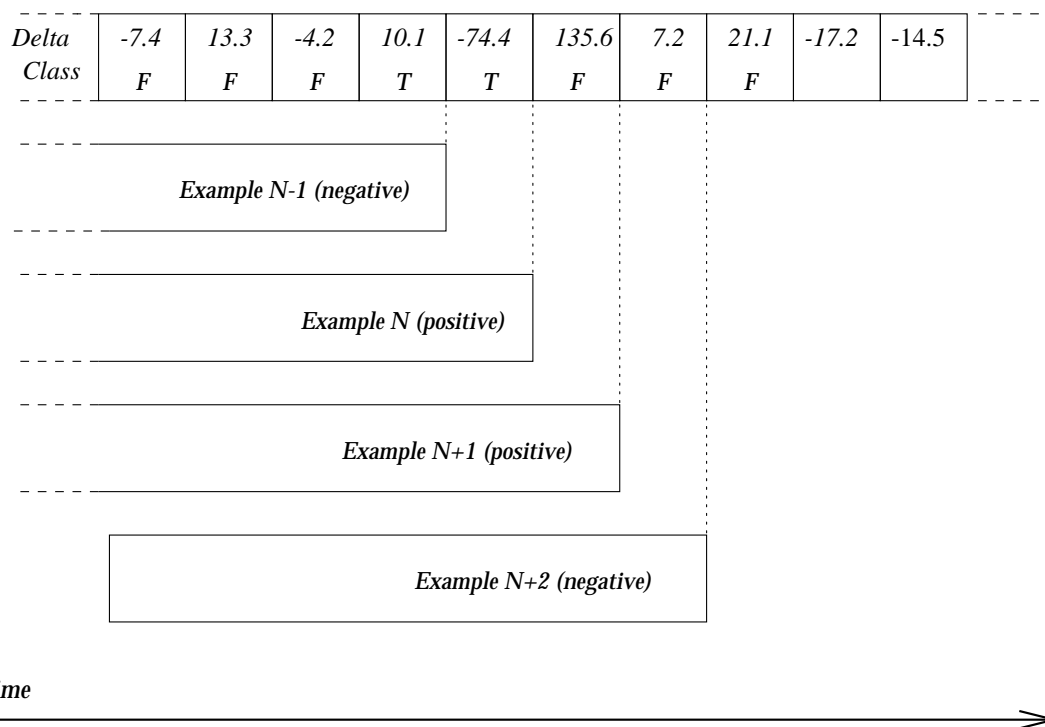 Delta -7.4 13.3 -4.2 10.1 -74.4 135.6 7.2 21.1 -17.2 -14.5
Class F F F T T F F F
Example N-1 (negative)
Example N (positive)
Example N+1 (positive)
Example N+2 (negative)
me